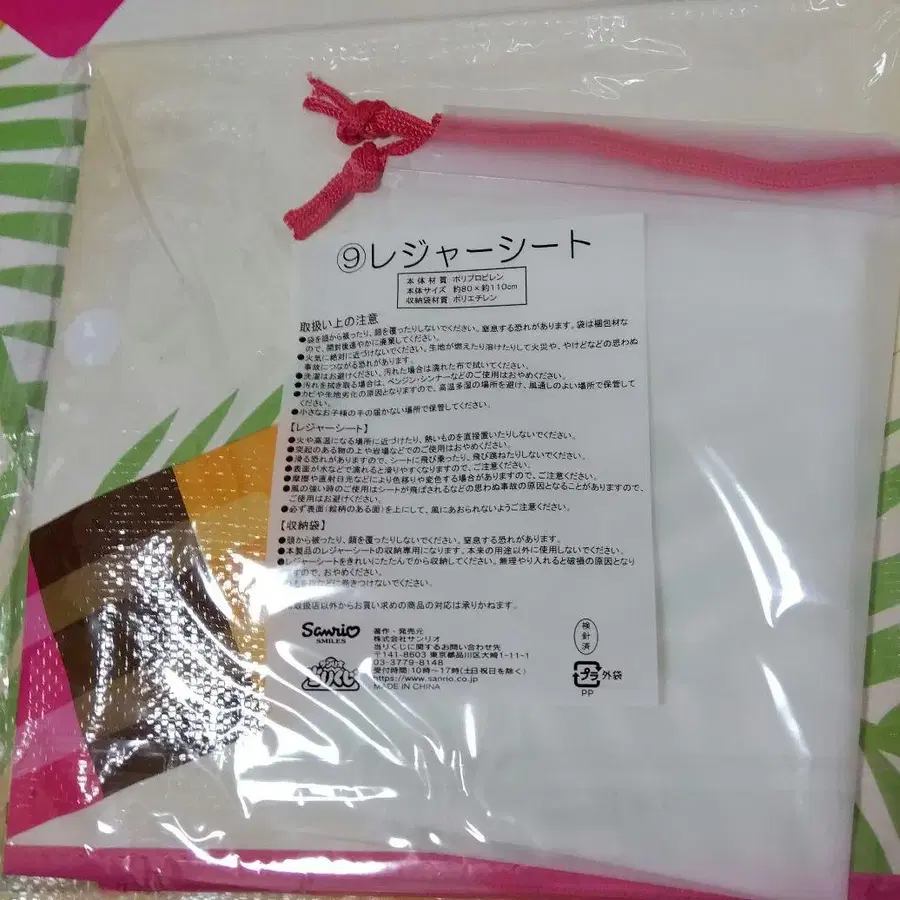 ⑨レジャーシート
本体材質 ポリプロピレン
本体サイズ 約80×約110cm
収納袋材質 ポリエチレン
取扱い上の注意
●袋を頭から被ったり、顔を覆ったりしないでください。窒息する恐れがあります。袋は梱包材な
ので、開封後速やかに廃棄してください。
●火気に絶対に近づけないでください。生地が燃えたり溶けたりして火災や、やけどなどの思わぬ
事故につながる恐れがあります。
●洗濯はお避けください。汚れた場合は濡れた布で拭いてください。
●汚れを拭き取る場合は、ベンジン・シンナーなどのご使用はおやめください。
●カビや生地劣化の原因となりますので、高温多湿の場所を避け、風通しのよい場所で保管して
ください。
●小さなお子様の手の届かない場所で保管してください。
【レジャーシート】
●火や高温になる場所に近づけたり、熱いものを直接置いたりしないでください。
●突起のある物の上や岩場などでのご使用はおやめください。
●滑る恐れがありますので、シートに飛び乗ったり、飛び跳ねたりしないでください。
●表面が水などで濡れると滑りやすくなりますので、ご注意ください。
●摩擦や直射日光などにより色移りや変色する場合がありますので、ご注意ください。
●風の強い時のご使用はシートが飛ばされるなどの思わぬ事故の原因となることがありますので、
ご使用はお避けください。
●必ず表面(絵柄のある面)を上にして、風にあおられないようご注意ください。
【収納袋】
●頭から被ったり、顔を覆ったりしないでください。窒息する恐れがあります。
●本製品のレジャーシートの収納専用になります。本来の用途以外に使用しないでください。
●レジャーシートをきれいにたたんでから収納してください。無理やり入れると破損の原因となり
ますので、おやめください。
などに巻きつけないでください。
取扱店以外からお買い求めの商品の対応は承りかねます。
Sanrio
SMILES
著作・発売元
株式会社サンリオ
当りくじに関するお問い合わせ先
〒141-8603 東京都品川区大崎1-11-1
03-3779-8148
受付時間:10時～17時(土日祝日を除く)
https://www.sanrio.co.jp
MADE IN CHINA
検針済
プラ 外袋
PP